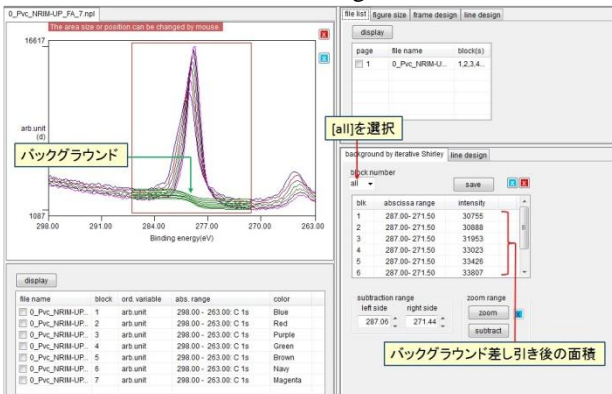 0_Pvc_NRIM-UP_FA_7.npl
The area size or position can be changed by mouse.
16617
arb.unit
(d)
バックグラウンド
1087
298.00 291.00 284.00 277.00 270.00 263.00
Binding energy(eV)
display
file name block ord. variable abs. range color
0_Pvc_NRIM-UP... 1 arb.unit 298.00 - 263.00: C 1s Blue
0_Pvc_NRIM-UP... 2 arb.unit 298.00 - 263.00: C 1s Red
0_Pvc_NRIM-UP... 3 arb.unit 298.00 - 263.00: C 1s Purple
0_Pvc_NRIM-UP... 4 arb.unit 298.00 - 263.00: C 1s Green
0_Pvc_NRIM-UP... 5 arb.unit 298.00 - 263.00: C 1s Brown
0_Pvc_NRIM-UP... 6 arb.unit 298.00 - 263.00: C 1s Navy
0_Pvc_NRIM-UP... 7 arb.unit 298.00 - 263.00: C 1s Magenta
file list figure size frame design line design
display
page file name block(s)
1 0_Pvc_NRIM-U... 1,2,3,4...
[all]を選択
background by iterative Shirley line design
block number
all save
blk abscissa range intensity
1 287.00- 271.50 30755
2 287.00- 271.50 30888
3 287.00- 271.50 31953
4 287.00- 271.50 33023
5 287.00- 271.50 33426
6 287.00- 271.50 33807
subtraction range zoom range
left side right side zoom
287.06 271.44 subtract
バックグラウンド差し引き後の面積